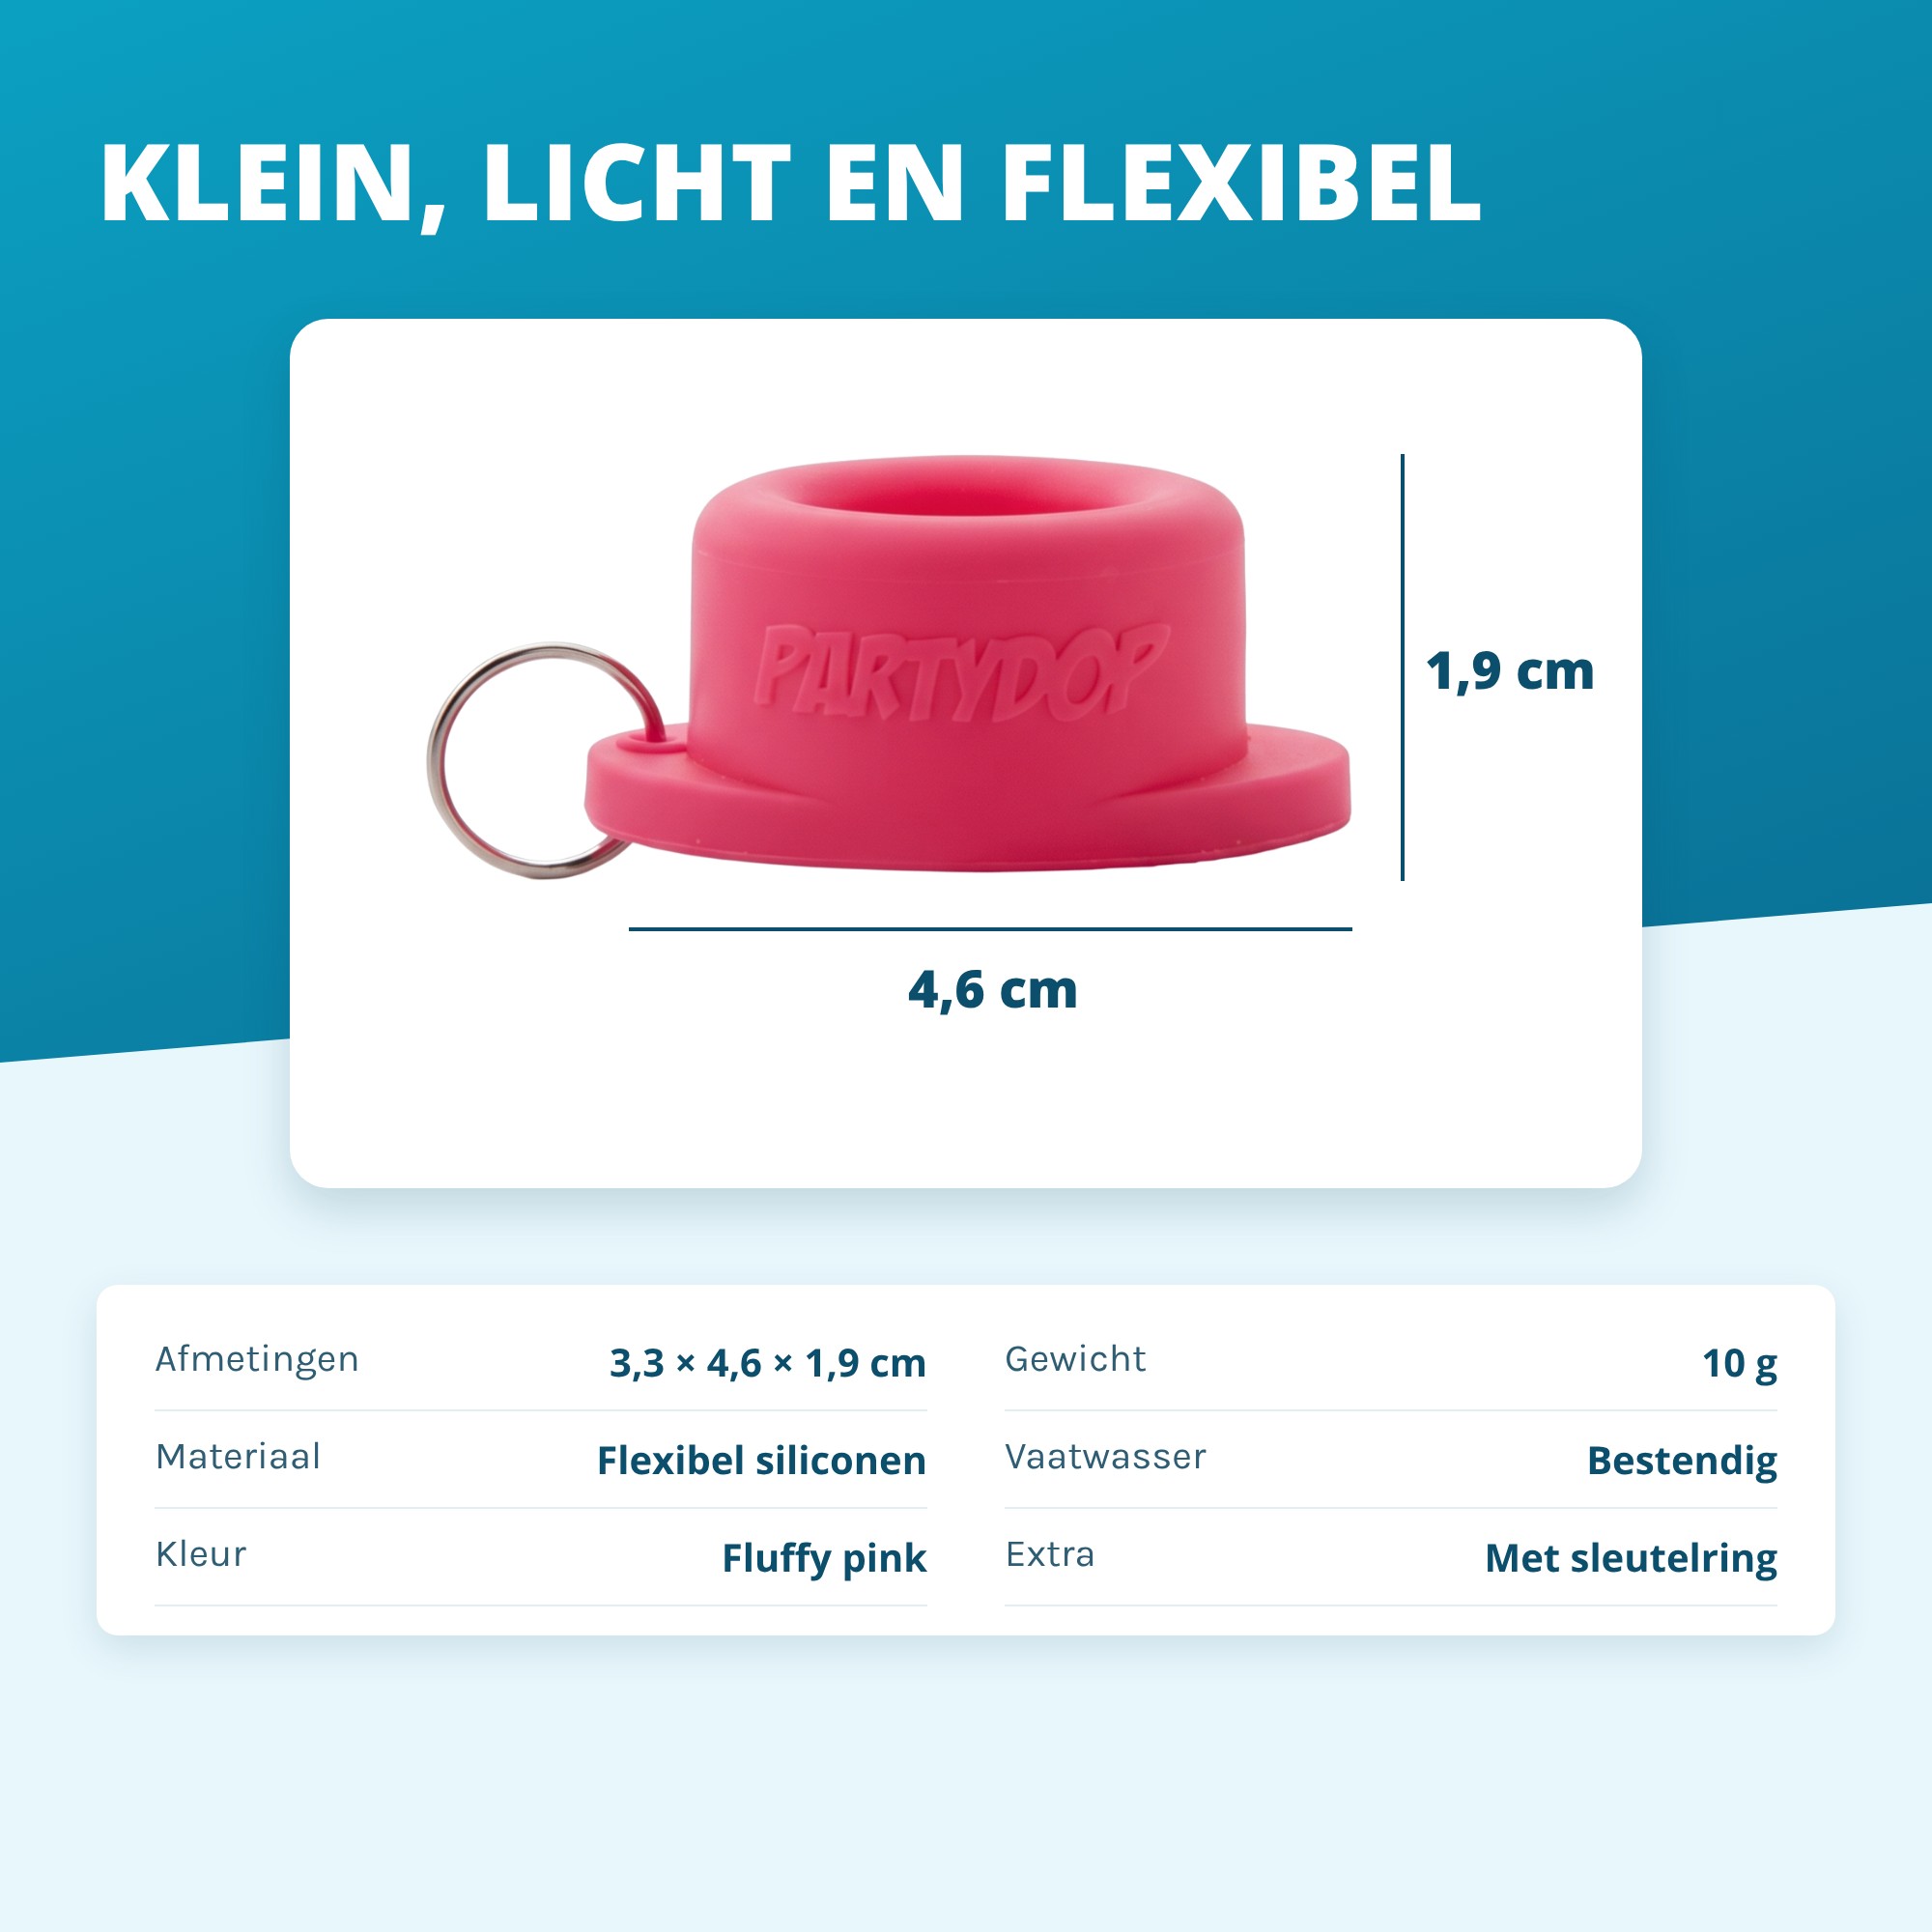 KLEIN, LICHT EN FLEXIBEL
PARTYDOP
1,9 cm
4,6 cm
Afmetingen 3,3 × 4,6 × 1,9 cm
Gewicht 10 g
Materiaal Flexibel siliconen
Vaatwasser Bestendig
Kleur Fluffy pink
Extra Met sleutelring